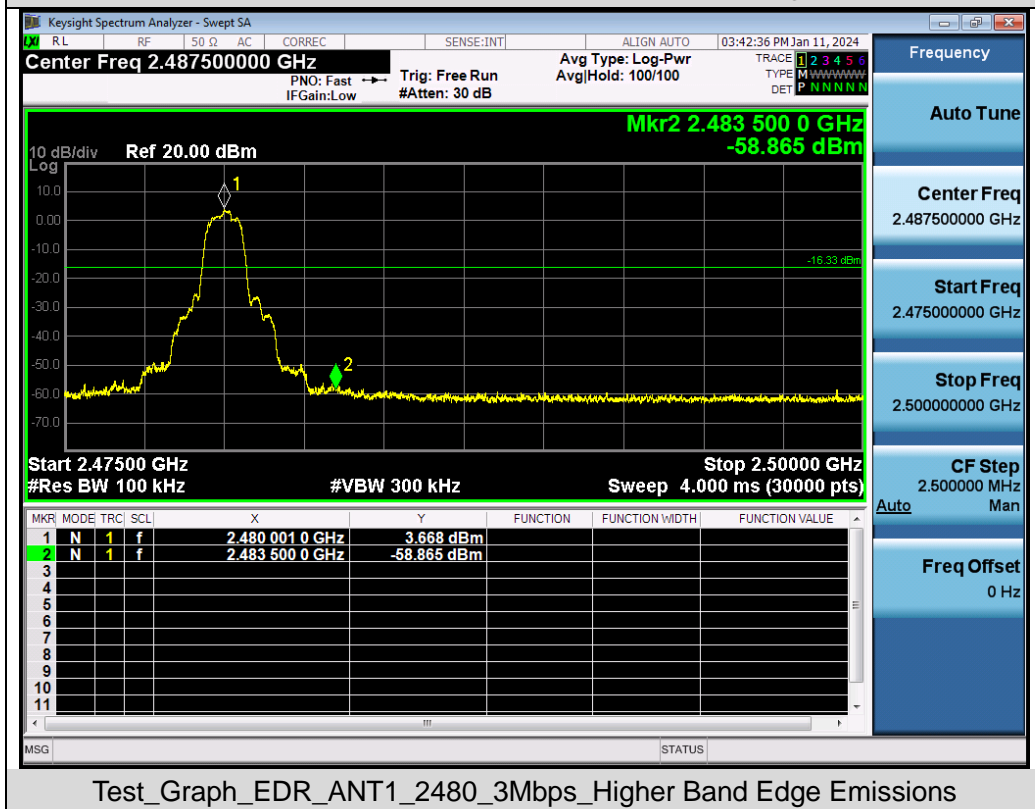 Keysight Spectrum Analyzer - Swept SA
LXI RL RF 50 Ω AC CORREC SENSE:INT ALIGN AUTO 03:42:36 PM Jan 11, 2024
Center Freq 2.487500000 GHz Avg Type: Log-Pwr TRACE 1 2 3 4 5 6
PNO: Fast Trig: Free Run Avg|Hold: 100/100 TYPE M WWWWW
IFGain:Low #Atten: 30 dB DET P N N N N N
Mkr2 2.483 500 0 GHz
-58.865 dBm
10 dB/div Ref 20.00 dBm
Log
10.0
0.00
-10.0
-20.0
-30.0
-40.0
-50.0
-60.0
-70.0
1
-16.33 dBm
2
Start 2.47500 GHz Stop 2.50000 GHz
#Res BW 100 kHz #VBW 300 kHz Sweep 4.000 ms (30000 pts)
MKR MODE TRC SCL X Y FUNCTION FUNCTION WIDTH FUNCTION VALUE
1 N 1 f 2.480 001 0 GHz 3.668 dBm
2 N 1 f 2.483 500 0 GHz -58.865 dBm
3
4
5
6
7
8
9
10
11
MSG STATUS
Frequency
Auto Tune
Center Freq
2.487500000 GHz
Start Freq
2.475000000 GHz
Stop Freq
2.500000000 GHz
CF Step
2.500000 MHz
Auto Man
Freq Offset
0 Hz
Test_Graph_EDR_ANT1_2480_3Mbps_Higher Band Edge Emissions